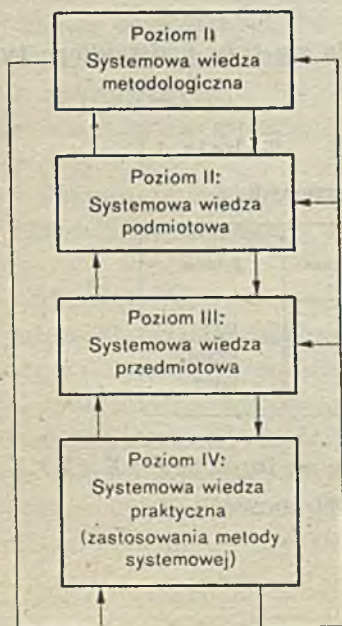 Poziom I:
Systemowa wiedza
metodologiczna
Poziom II:
Systemowa wiedza
podmiotowa
Poziom III:
Systemowa wiedza
przedmiotowa
Poziom IV:
Systemowa wiedza
praktyczna
(zastosowania metody
systemowej)